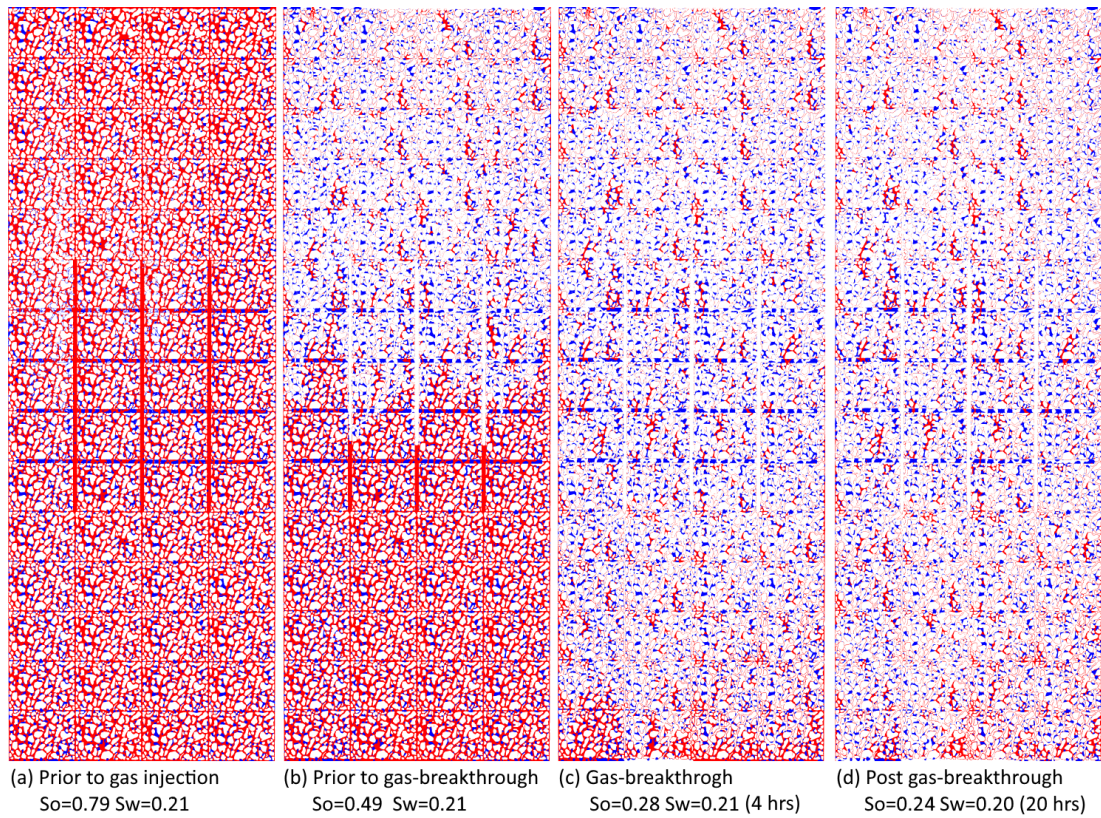 (a) Prior to gas injection
So=0.79 Sw=0.21
(b) Prior to gas-breakthrough
So=0.49 Sw=0.21
(c) Gas-breakthrogh
So=0.28 Sw=0.21 (4 hrs)
(d) Post gas-breakthrough
So=0.24 Sw=0.20 (20 hrs)